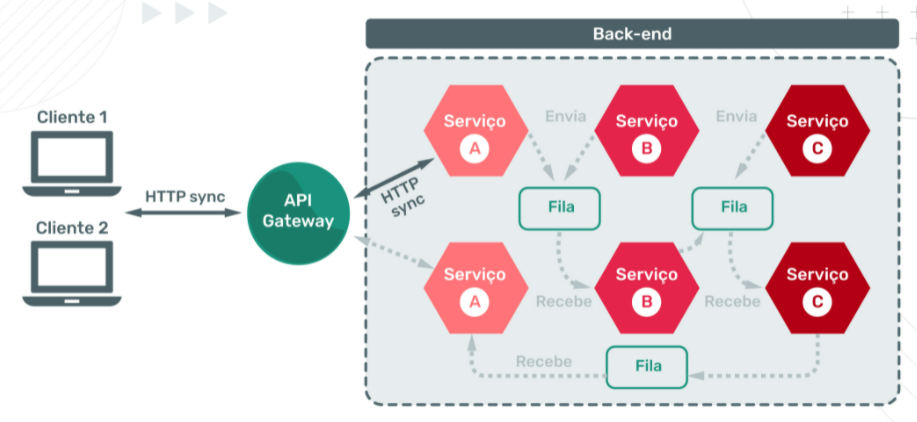 Back-end
Cliente 1
HTTP sync
Cliente 2
API
Gateway
HTTP
sync
Serviço
A
Envia
Serviço
B
Envia
Serviço
C
Fila
Fila
Serviço
A
Recebe
Serviço
B
Recebe
Serviço
C
Recebe
Fila